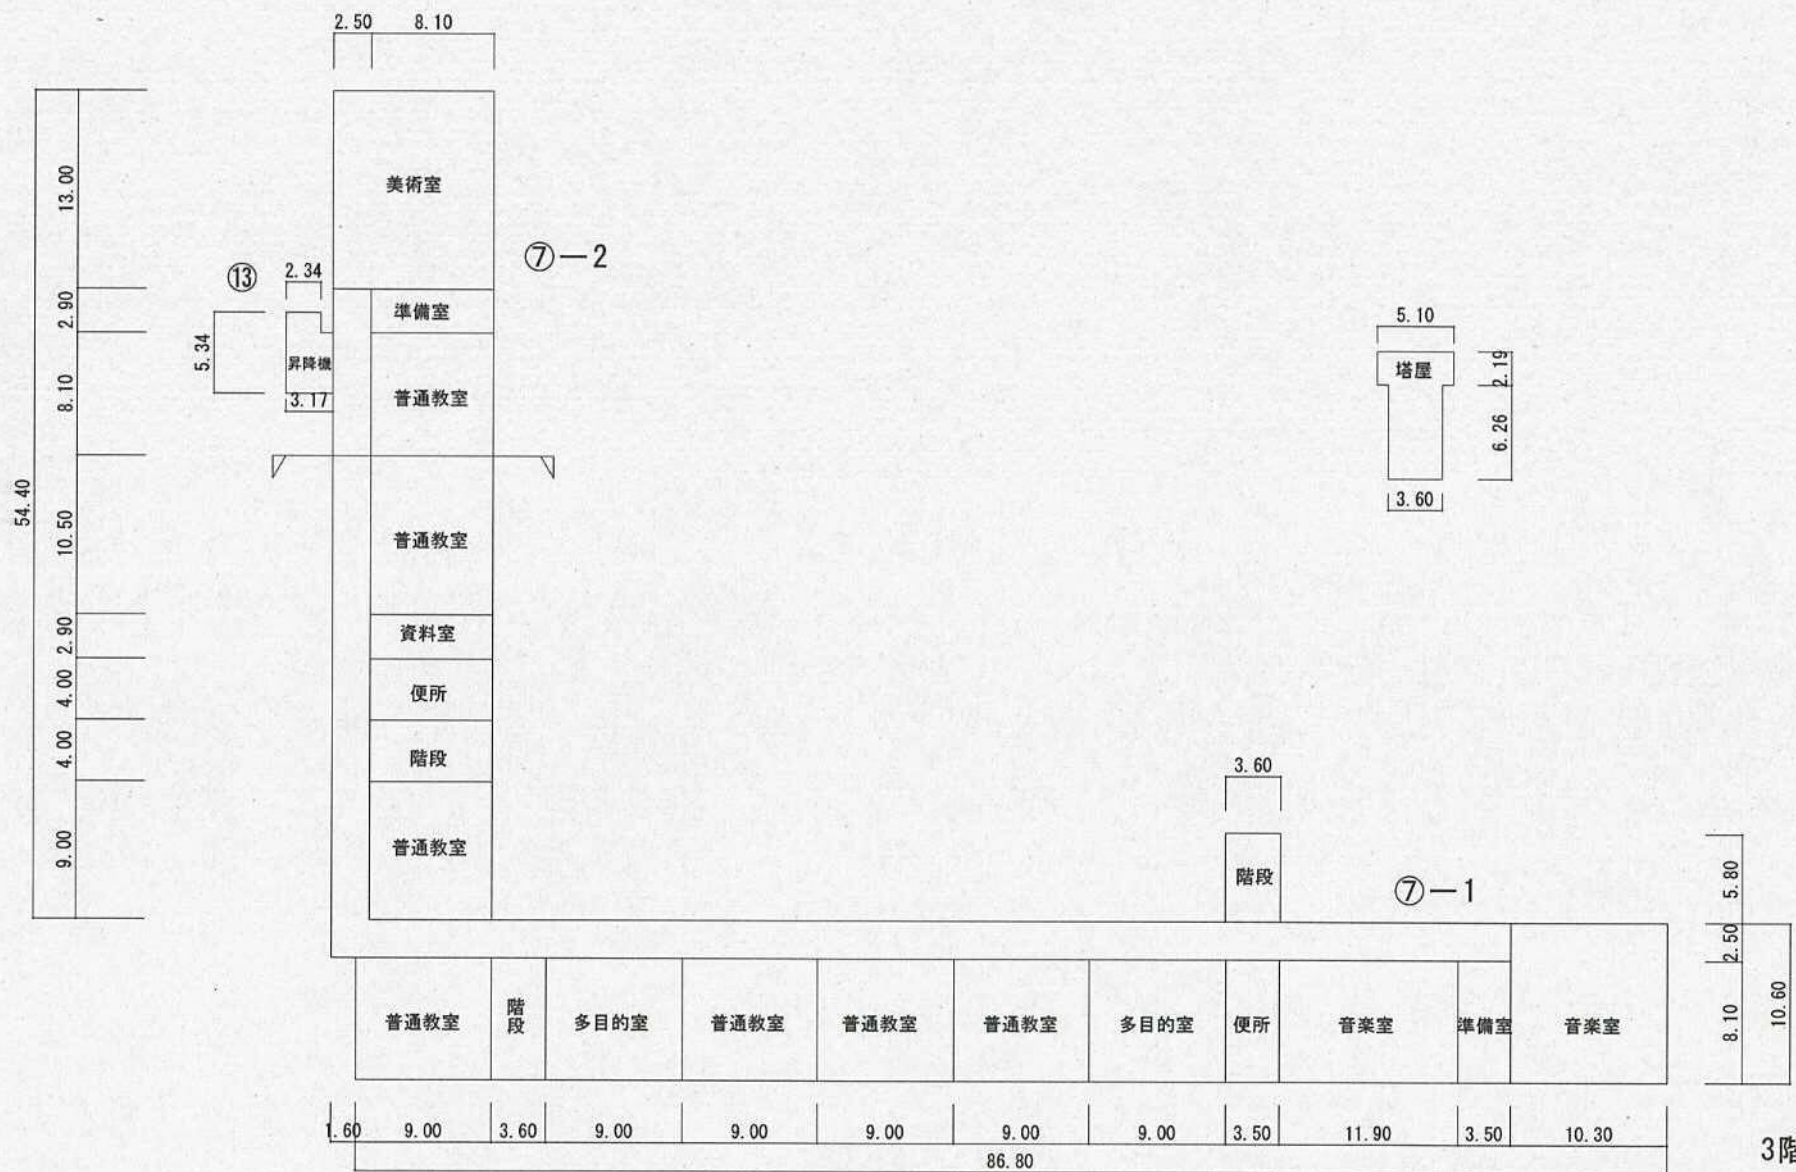 2.50 8.10
13.00
美術室
⑦-2
⑬ 2.34
2.90
準備室
5.34
昇降機
3.17
8.10
普通教室
5.10
塔屋
2.19
6.26
3.60
54.40
10.50
普通教室
2.90
資料室
4.00
便所
4.00
階段
9.00
普通教室
3.60
階段
⑦-1
5.80
2.50
8.10
10.60
普通教室 階段 多目的室 普通教室 普通教室 普通教室 多目的室 便所 音楽室 準備室 音楽室
1.60 9.00 3.60 9.00 9.00 9.00 9.00 9.00 3.50 11.90 3.50 10.30
86.80
3階